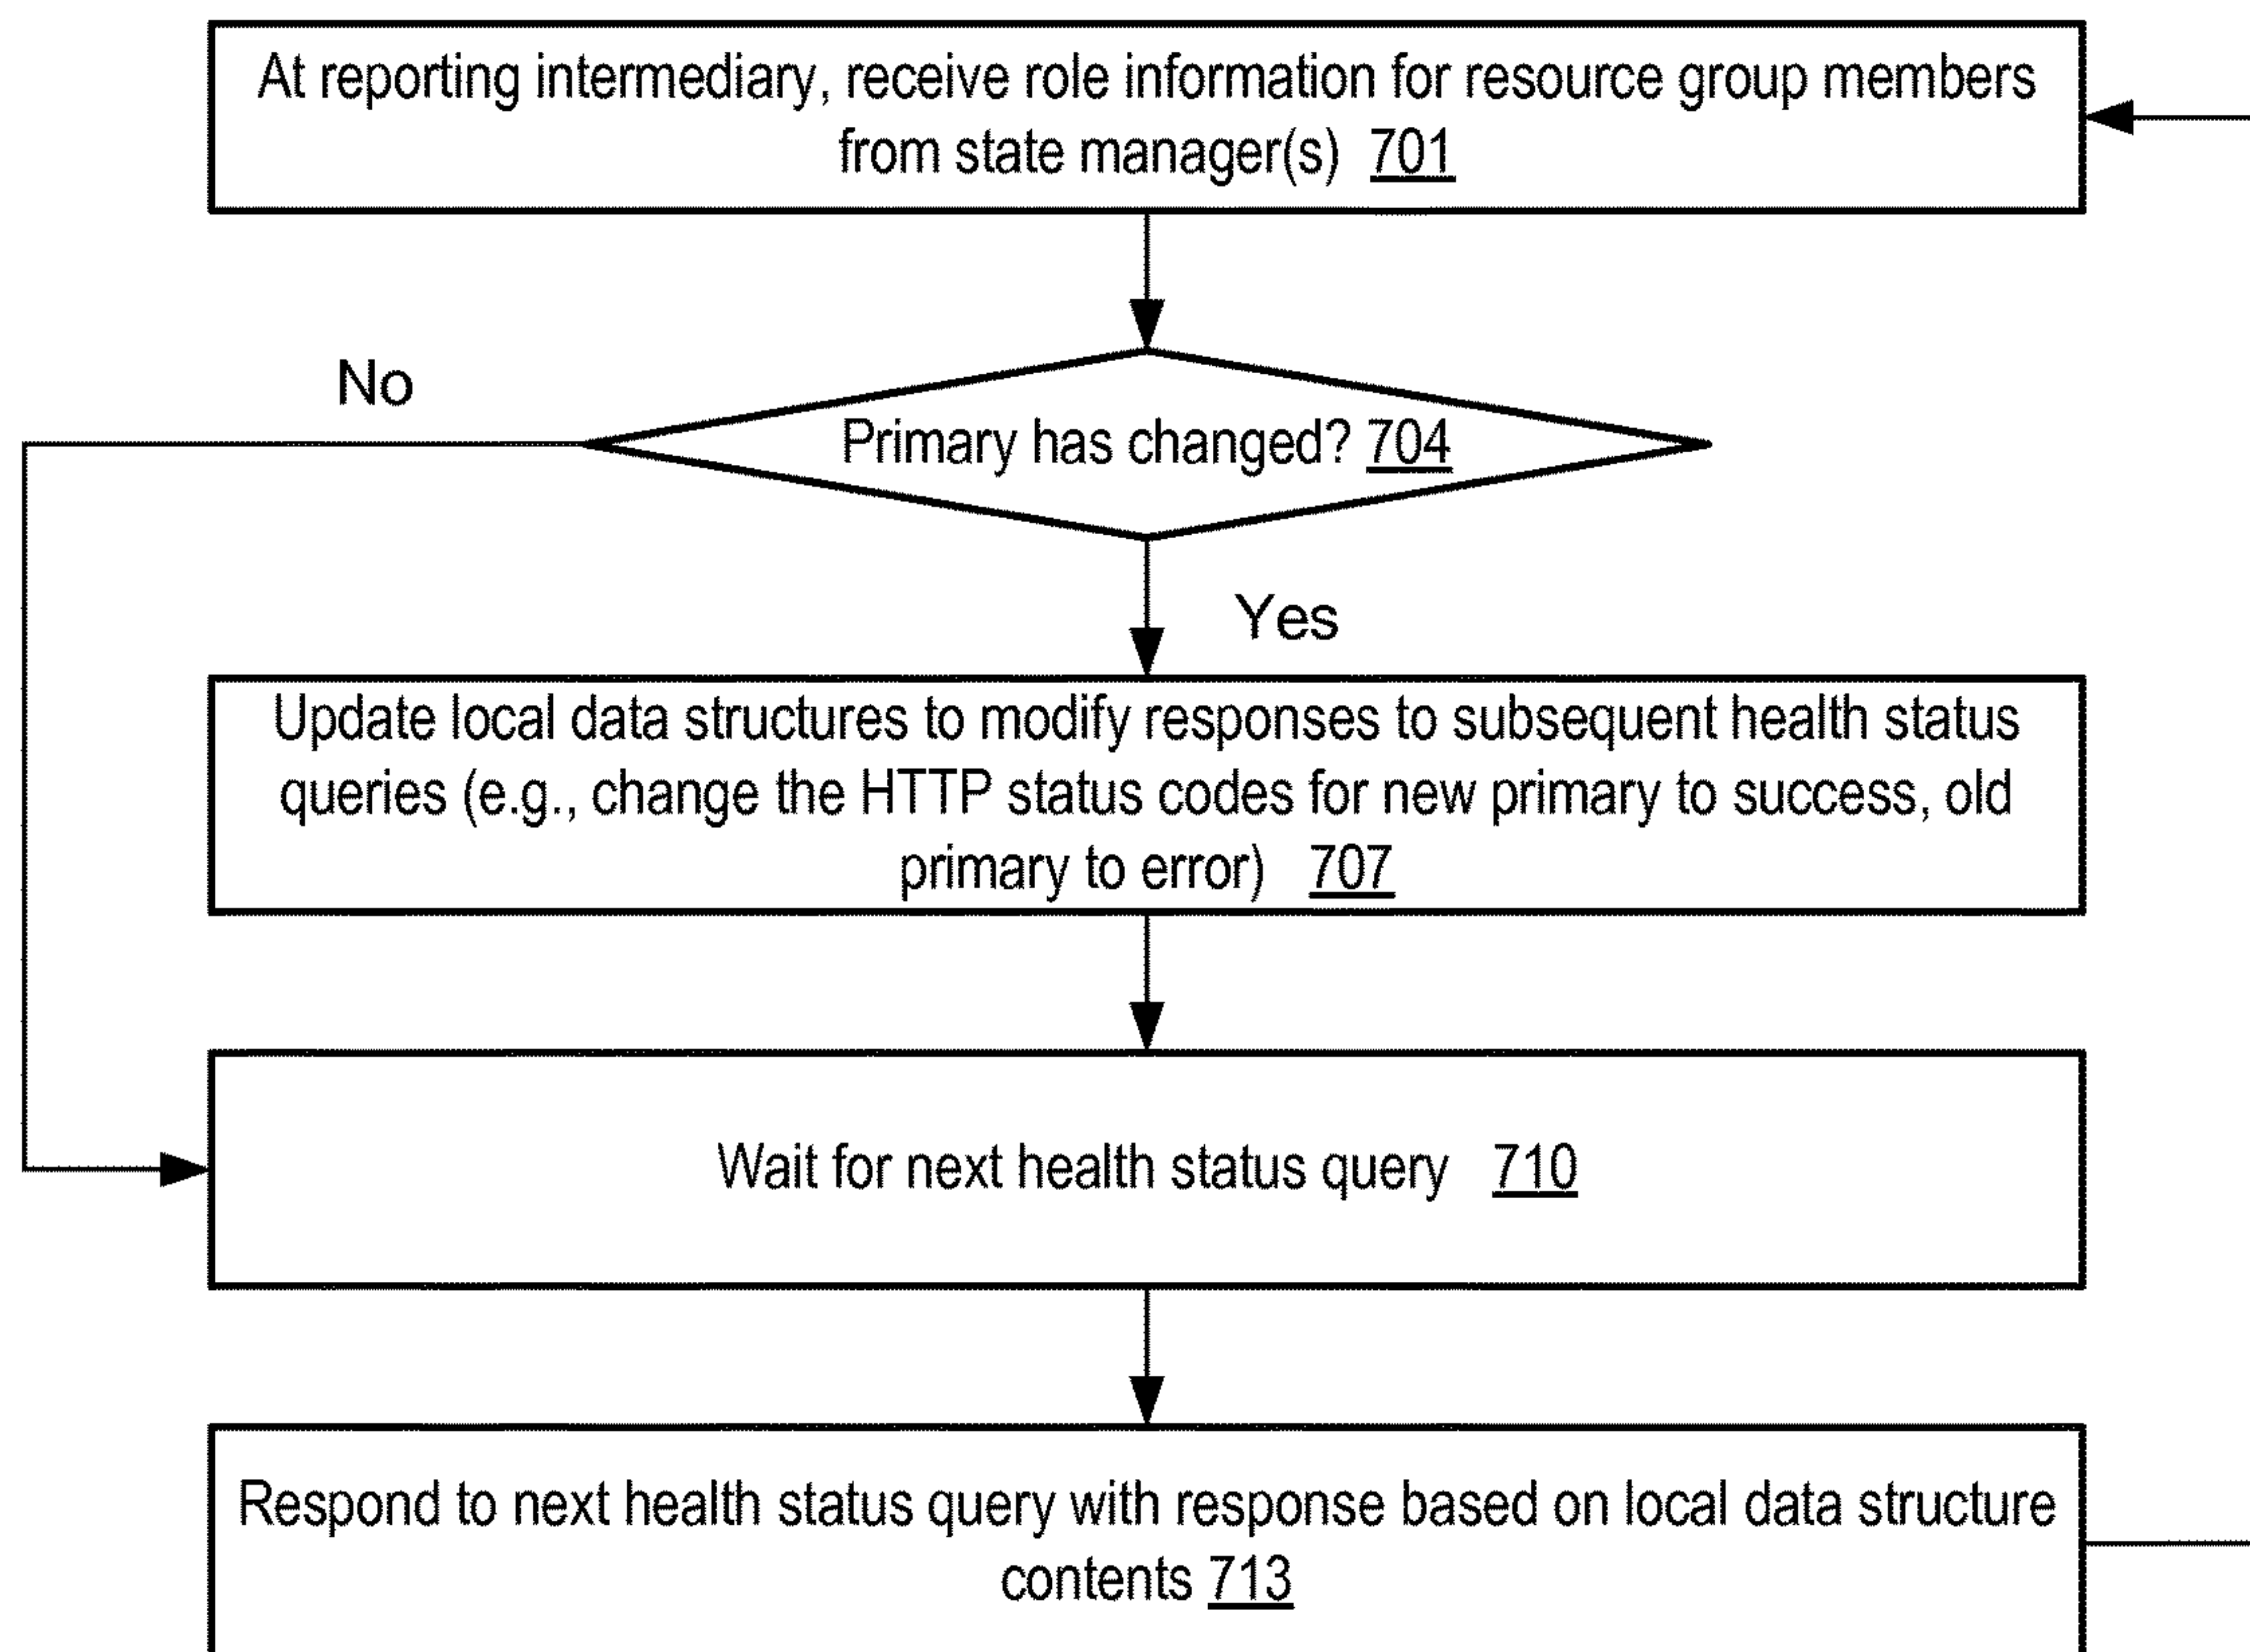 At reporting intermediary, receive role information for resource group members
from state manager(s) 701
No
Primary has changed? 704
Yes
Update local data structures to modify responses to subsequent health status
queries (e.g., change the HTTP status codes for new primary to success, old
primary to error) 707
Wait for next health status query 710
Respond to next health status query with response based on local data structure
contents 713